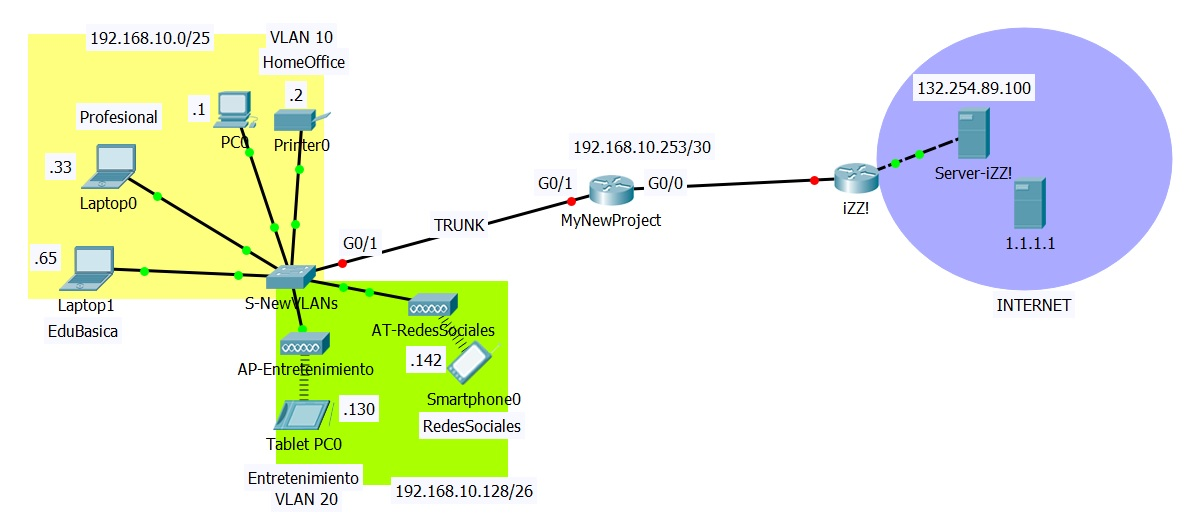 192.168.10.0/25
VLAN 10
HomeOffice
Profesional
.1
PC0
.2
Printer0
.33
Laptop0
.65
Laptop1
EduBasica
S-NewVLANs
G0/1
TRUNK
192.168.10.253/30
G0/1
G0/0
MyNewProject
iZZ!
132.254.89.100
Server-iZZ!
1.1.1.1
INTERNET
AT-RedesSociales
AP-Entretenimiento
.142
Smartphone0
RedesSociales
.130
Tablet PC0
Entretenimiento
VLAN 20
192.168.10.128/26